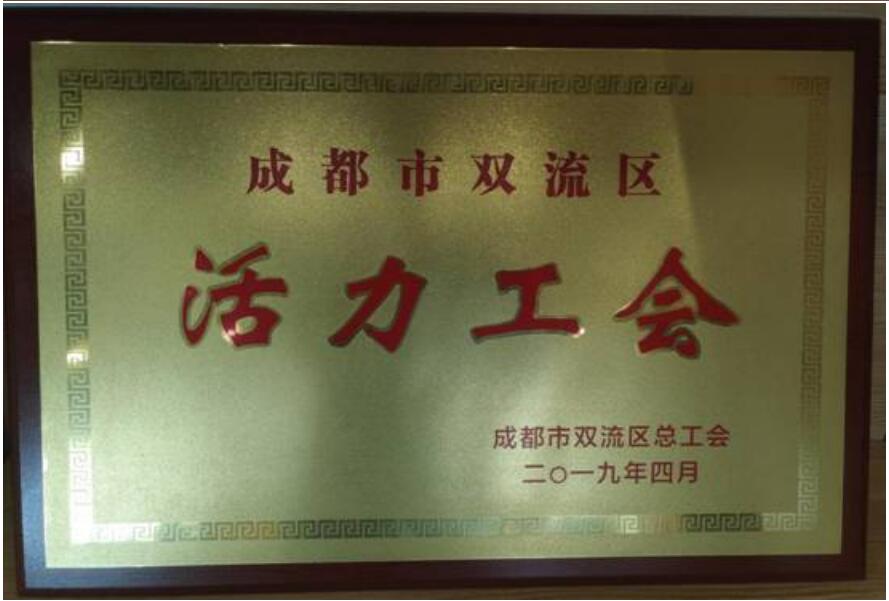 成都市双流区
活力工会
成都市双流区总工会
二〇一九年四月